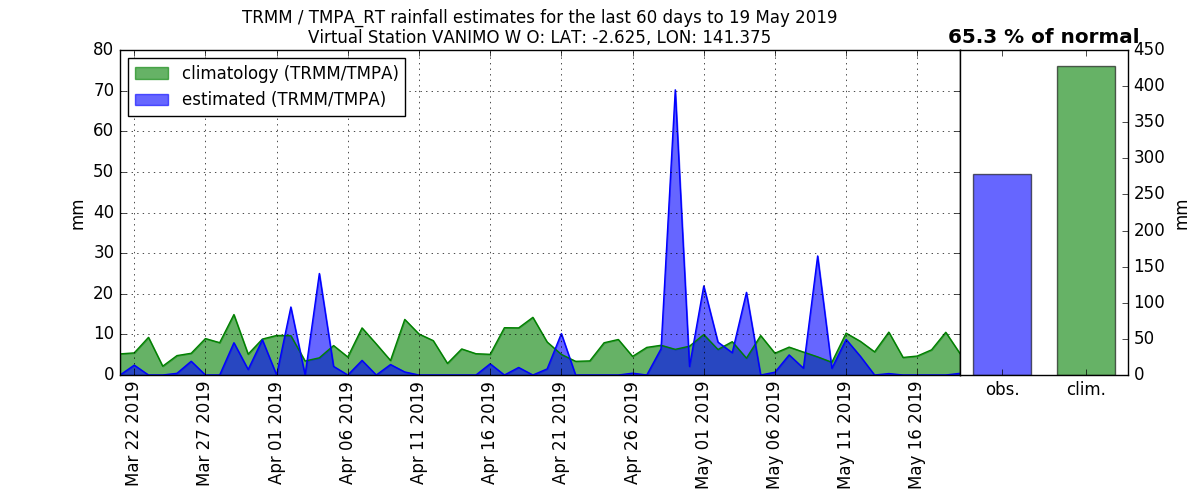 TRMM / TMPA_RT rainfall estimates for the last 60 days to 19 May 2019
Virtual Station VANIMO W O: LAT: -2.625, LON: 141.375
65.3 % of normal
climatology (TRMM/TMPA)
estimated (TRMM/TMPA)
mm
80
70
60
50
40
30
20
10
0
Mar 22 2019
Mar 27 2019
Apr 01 2019
Apr 06 2019
Apr 11 2019
Apr 16 2019
Apr 21 2019
Apr 26 2019
May 01 2019
May 06 2019
May 11 2019
May 16 2019
obs.
clim.
450
400
350
300
250
200
150
100
50
0
mm